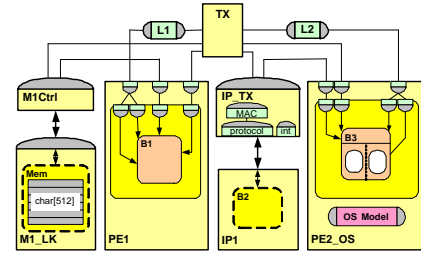 TX
L1
L2
M1Ctrl
IP_TX
MAC
protocol
int
Mem
char[512]
M1_LK
B1
PE1
B2
IP1
B3
OS Model
PE2_OS